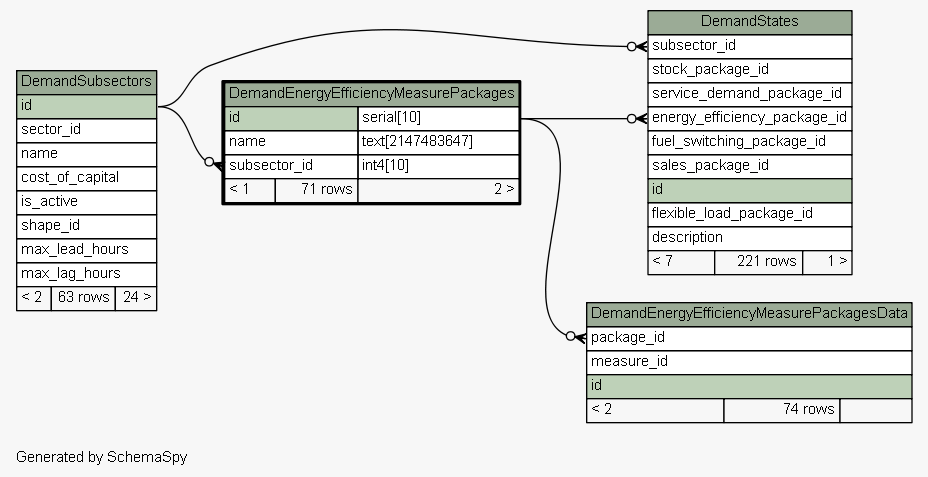 DemandSubsectors
id
sector_id
name
cost_of_capital
is_active
shape_id
max_lead_hours
max_lag_hours
< 2 63 rows 24 >
DemandEnergyEfficiencyMeasurePackages
id serial[10]
name text[2147483647]
subsector_id int4[10]
< 1 71 rows 2 >
DemandStates
subsector_id
stock_package_id
service_demand_package_id
energy_efficiency_package_id
fuel_switching_package_id
sales_package_id
id
flexible_load_package_id
description
< 7 221 rows 1 >
DemandEnergyEfficiencyMeasurePackagesData
package_id
measure_id
id
< 2 74 rows
Generated by SchemaSpy